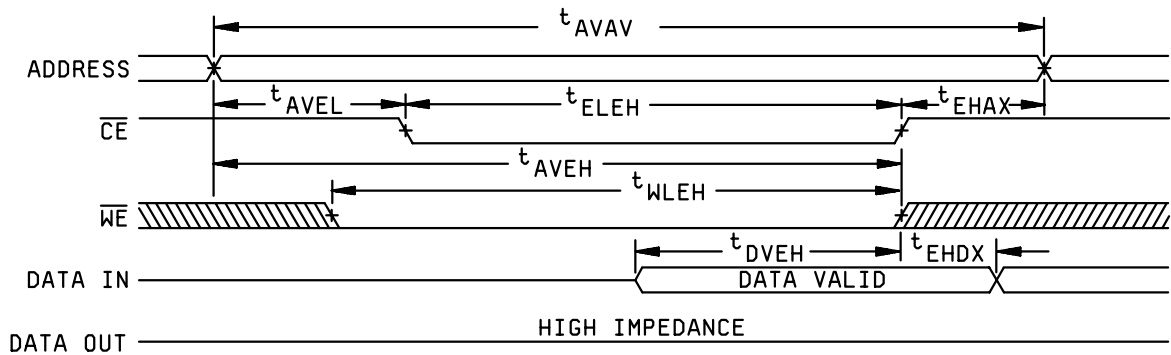 tAVAV
ADDRESS
tAVEL tELEH tEHAX
CE
tAVEH
tWLEH
WE
tDVEH tEHDX
DATA IN DATA VALID
HIGH IMPEDANCE
DATA OUT